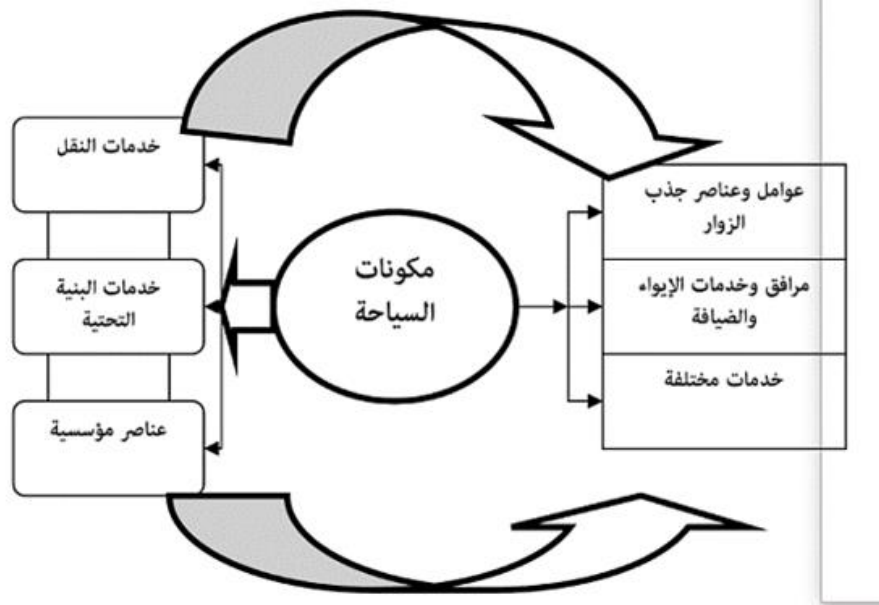 عوامل وعناصر جذب
الزوار
مرافق وخدمات الإيواء
والضيافة
خدمات مختلفة
مكونات
السياحة
خدمات النقل
خدمات البنية
التحتية
عناصر مؤسسية